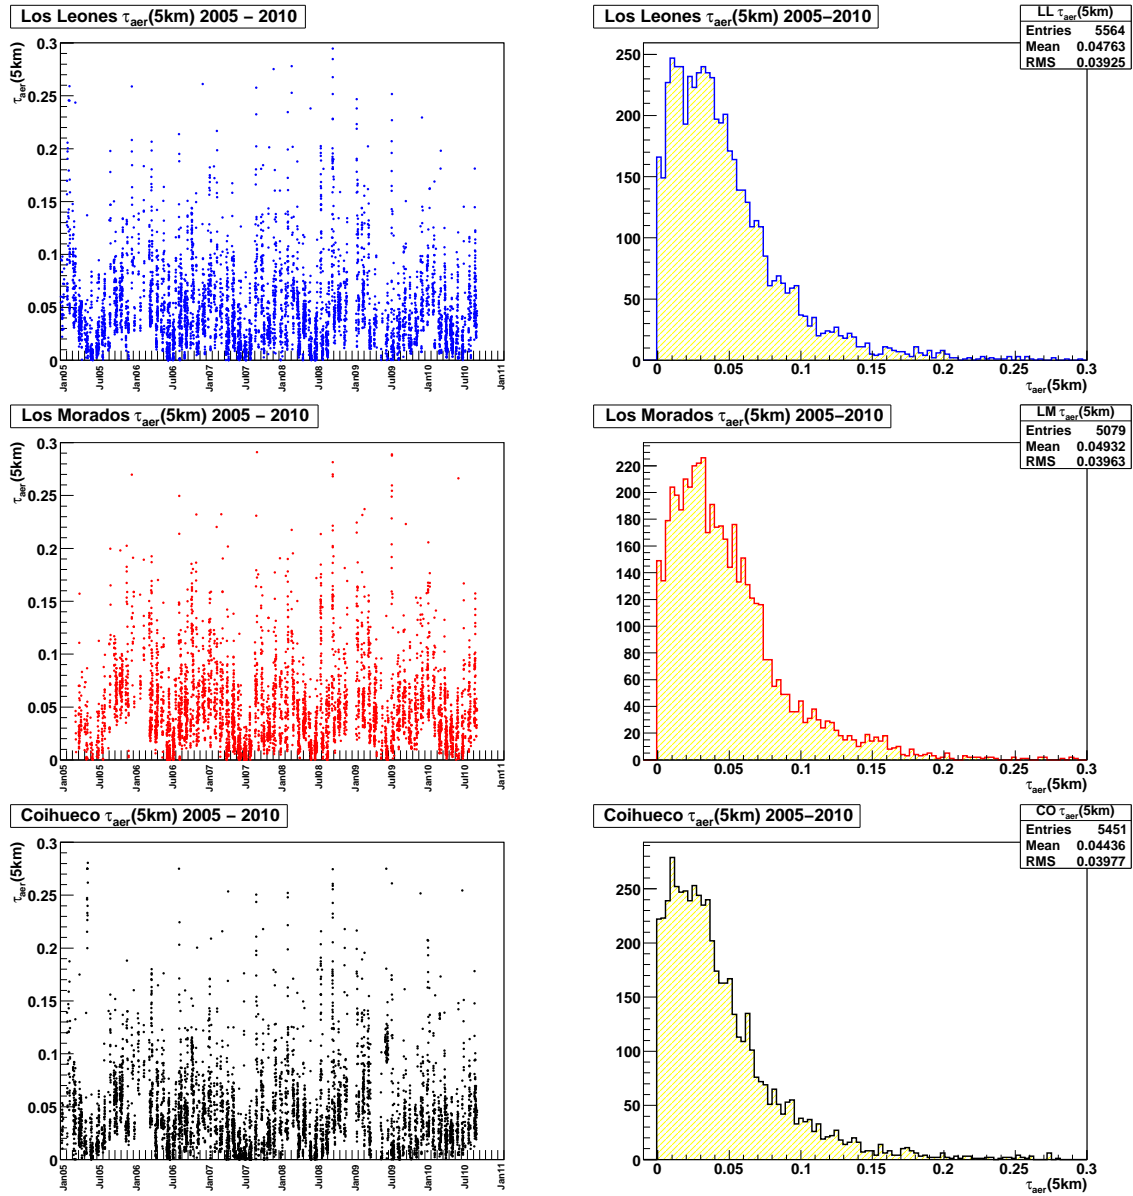 Los Leones τaer(5km) 2005 − 2010
τaer(5km)
0.3
0.25
0.2
0.15
0.1
0.05
0
Jan05
Jul05
Jan06
Jul06
Jan07
Jul07
Jan08
Jul08
Jan09
Jul09
Jan10
Jul10
Jan11
Los Leones τaer(5km) 2005−2010
LL τaer(5km)
Entries 5564
Mean 0.04763
RMS 0.03925
250
200
150
100
50
0
0 0.05 0.1 0.15 0.2 0.25 0.3
τaer(5km)
Los Morados τaer(5km) 2005 − 2010
τaer(5km)
0.3
0.25
0.2
0.15
0.1
0.05
0
Jan05
Jul05
Jan06
Jul06
Jan07
Jul07
Jan08
Jul08
Jan09
Jul09
Jan10
Jul10
Jan11
Los Morados τaer(5km) 2005−2010
LM τaer(5km)
Entries 5079
Mean 0.04932
RMS 0.03963
220
200
180
160
140
120
100
80
60
40
20
0
0 0.05 0.1 0.15 0.2 0.25 0.3
τaer(5km)
Coihueco τaer(5km) 2005 − 2010
τaer(5km)
0.3
0.25
0.2
0.15
0.1
0.05
0
Jan05
Jul05
Jan06
Jul06
Jan07
Jul07
Jan08
Jul08
Jan09
Jul09
Jan10
Jul10
Jan11
Coihueco τaer(5km) 2005−2010
CO τaer(5km)
Entries 5451
Mean 0.04436
RMS 0.03977
250
200
150
100
50
0
0 0.05 0.1 0.15 0.2 0.25 0.3
τaer(5km)